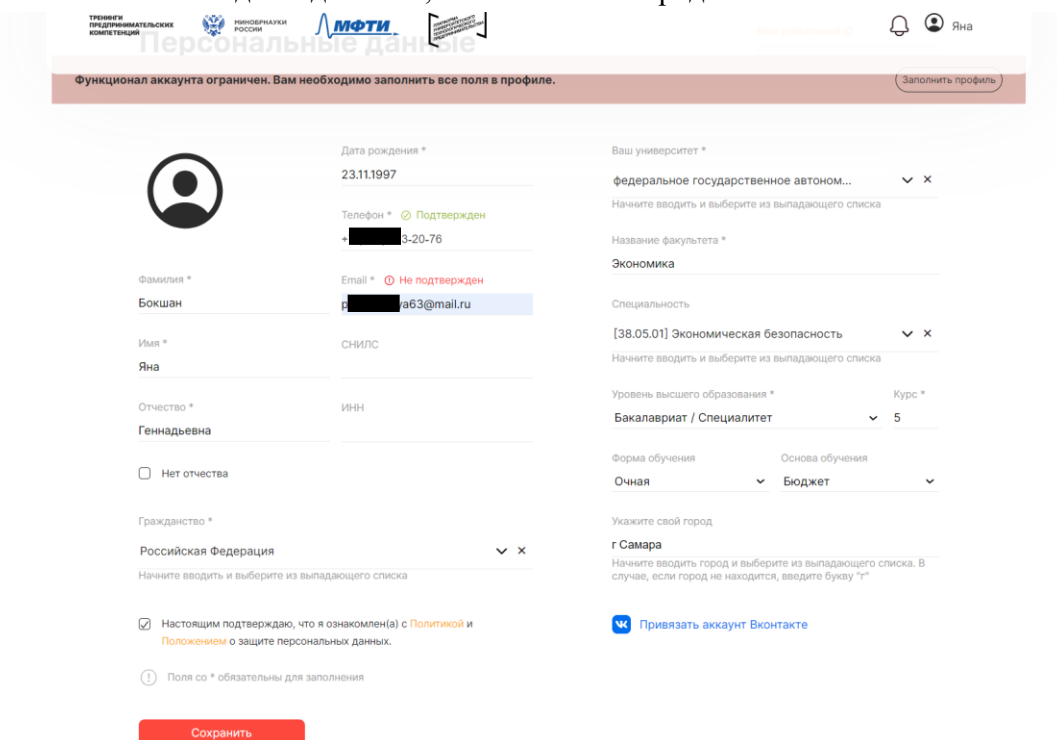 ТРЕНИНГИ
ПРЕДПРИНИМАТЕЛЬСКИХ
КОМПЕТЕНЦИЙ
МИНОБРНАУКИ
РОССИИ
МФТИ
ПЛАТФОРМА
УНИВЕРСИТЕТСКОГО
ТЕХНОЛОГИЧЕСКОГО
ПРЕДПРИНИМАТЕЛЬСТВА
Яна
Персональные данные
Функционал аккаунта ограничен. Вам необходимо заполнить все поля в профиле.
Заполнить профиль
Дата рождения *
23.11.1997
Телефон * Подтвержден
+ 3-20-76
Фамилия *
Бокшан
Email * Не подтвержден
p ya63@mail.ru
Имя *
Яна
СНИЛС
Отчество *
Геннадьевна
ИНН
Нет отчества
Гражданство *
Российская Федерация
Начните вводить и выберите из выпадающего списка
Настоящим подтверждаю, что я ознакомлен(а) с Политикой и
Положением о защите персональных данных.
Поля со * обязательны для заполнения
Сохранить
Ваш университет *
федеральное государственное автоном...
Начните вводить и выберите из выпадающего списка
Название факультета *
Экономика
Специальность
[38.05.01] Экономическая безопасность
Начните вводить и выберите из выпадающего списка
Уровень высшего образования *
Бакалавриат / Специалитет
Курс *
5
Форма обучения
Очная
Основа обучения
Бюджет
Укажите свой город
г Самара
Начните вводить город и выберите из выпадающего списка. В
случае, если город не находится, введите букву "г"
Привязать аккаунт Вконтакте